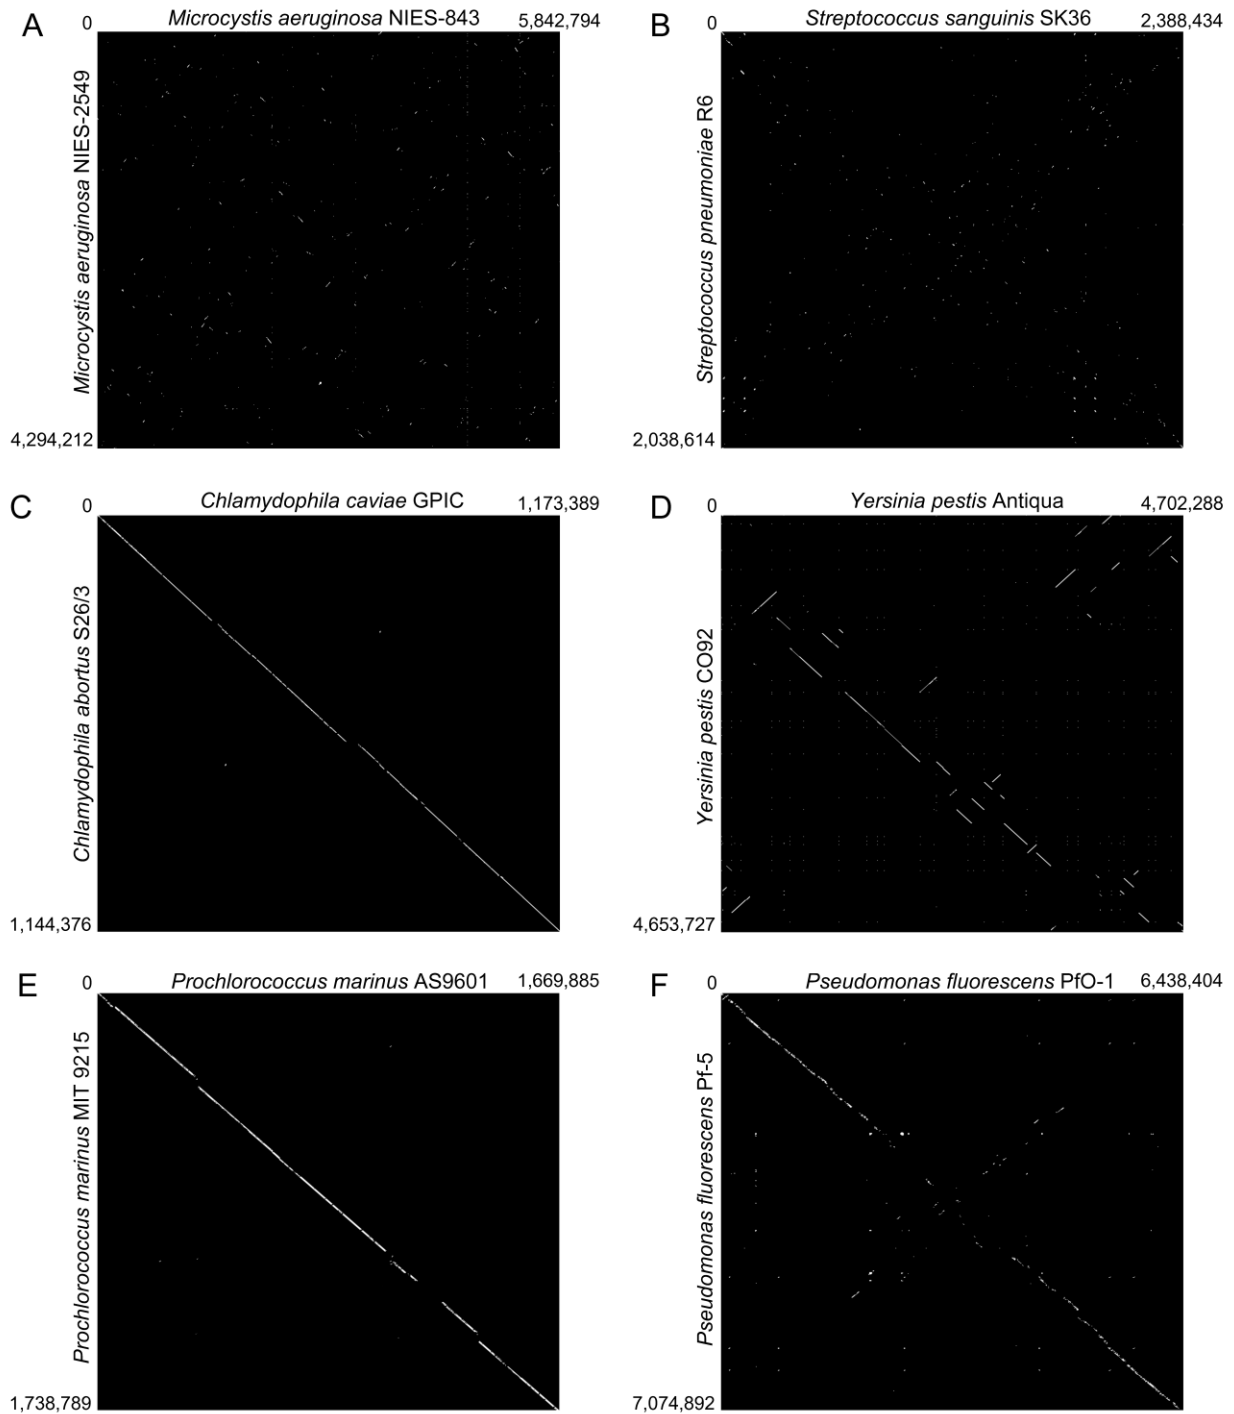 A
0
Microcystis aeruginosa NIES-843
5,842,794
Microcystis aeruginosa NIES-2549
4,294,212
B
0
Streptococcus sanguinis SK36
2,388,434
Streptococcus pneumoniae R6
2,038,614
C
0
Chlamydophila caviae GPIC
1,173,389
Chlamydophila abortus S26/3
1,144,376
D
0
Yersinia pestis Antiqua
4,702,288
Yersinia pestis CO92
4,653,727
E
0
Prochlorococcus marinus AS9601
1,669,885
Prochlorococcus marinus MIT 9215
1,738,789
F
0
Pseudomonas fluorescens PfO-1
6,438,404
Pseudomonas fluorescens Pf-5
7,074,892